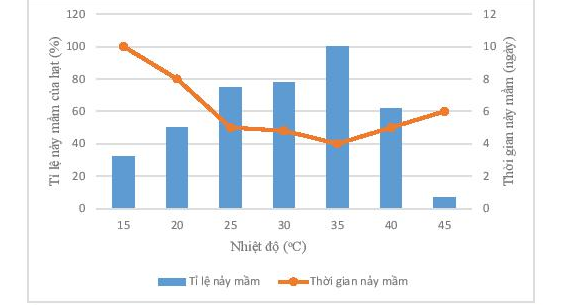 120 12
100 10
80 8
60 6
40 4
20 2
0 0
Tỉ lệ nảy mầm của hạt (%)
Thời gian nảy mầm (ngày)
15 20 25 30 35 40 45
Nhiệt độ (ºC)
Tỉ lệ nảy mầm Thời gian nảy mầm